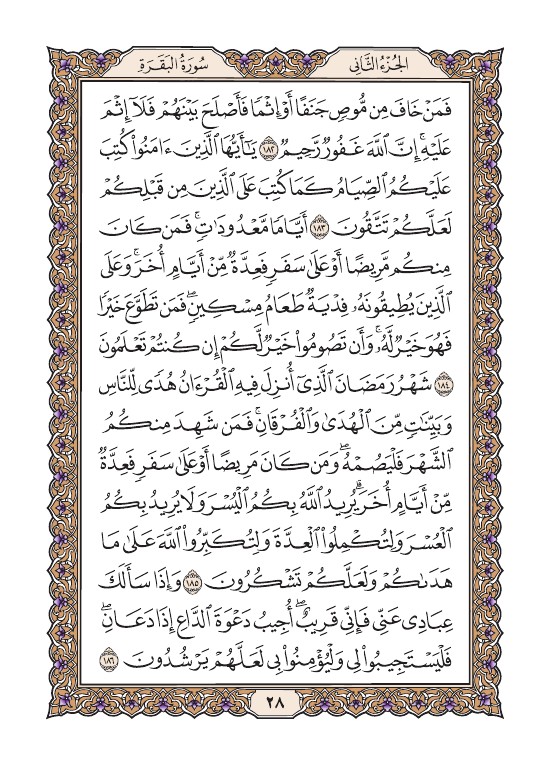 الجُزْءُ الثَّانِى
سُورَةُ البَقَرَةِ
فَمَنْ خَافَ مِن مُّوصٍ جَنَفًا أَوْ إِثْمًا فَأَصْلَحَ بَيْنَهُمْ فَلَآ إِثْمَ
عَلَيْهِ ۚ إِنَّ ٱللَّهَ غَفُورٌ رَّحِيمٌ ١٨٢ يَـٰٓأَيُّهَا ٱلَّذِينَ ءَامَنُوا۟ كُتِبَ
عَلَيْكُمُ ٱلصِّيَامُ كَمَا كُتِبَ عَلَى ٱلَّذِينَ مِن قَبْلِكُمْ
لَعَلَّكُمْ تَتَّقُونَ ١٨٣ أَيَّامًا مَّعْدُودَٰتٍ ۚ فَمَن كَانَ
مِنكُم مَّرِيضًا أَوْ عَلَىٰ سَفَرٍ فَعِدَّةٌ مِّنْ أَيَّامٍ أُخَرَ ۚ وَعَلَى
ٱلَّذِينَ يُطِيقُونَهُۥ فِدْيَةٌ طَعَامُ مِسْكِينٍ ۖ فَمَن تَطَوَّعَ خَيْرًا
فَهُوَ خَيْرٌ لَّهُۥ ۚ وَأَن تَصُومُوا۟ خَيْرٌ لَّكُمْ ۖ إِن كُنتُمْ تَعْلَمُونَ
١٨٤ شَهْرُ رَمَضَانَ ٱلَّذِىٓ أُنزِلَ فِيهِ ٱلْقُرْءَانُ هُدًى لِّلنَّاسِ
وَبَيِّنَـٰتٍ مِّنَ ٱلْهُدَىٰ وَٱلْفُرْقَانِ ۚ فَمَن شَهِدَ مِنكُمُ
ٱلشَّهْرَ فَلْيَصُمْهُ ۖ وَمَن كَانَ مَرِيضًا أَوْ عَلَىٰ سَفَرٍ فَعِدَّةٌ
مِّنْ أَيَّامٍ أُخَرَ ۗ يُرِيدُ ٱللَّهُ بِكُمُ ٱلْيُسْرَ وَلَا يُرِيدُ بِكُمُ
ٱلْعُسْرَ وَلِتُكْمِلُوا۟ ٱلْعِدَّةَ وَلِتُكَبِّرُوا۟ ٱللَّهَ عَلَىٰ مَا
هَدَىٰكُمْ وَلَعَلَّكُمْ تَشْكُرُونَ ١٨٥ وَإِذَا سَأَلَكَ
عِبَادِى عَنِّى فَإِنِّى قَرِيبٌ ۖ أُجِيبُ دَعْوَةَ ٱلدَّاعِ إِذَا دَعَانِ ۖ
فَلْيَسْتَجِيبُوا۟ لِى وَلْيُؤْمِنُوا۟ بِى لَعَلَّهُمْ يَرْشُدُونَ ١٨٦
٢٨